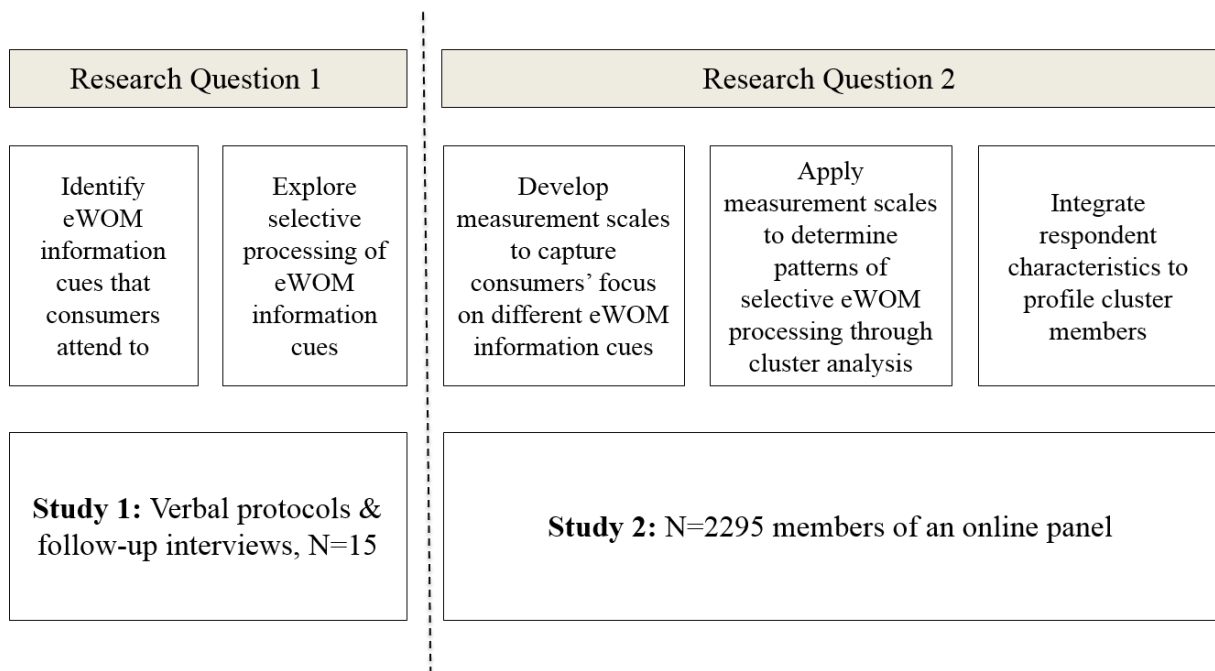 Research Question 1
Research Question 2
Identify
eWOM
information
cues that
consumers
attend to
Explore
selective
processing of
eWOM
information
cues
Develop
measurement scales
to capture
consumers’ focus
on different eWOM
information cues
Apply
measurement scales
to determine
patterns of
selective eWOM
processing through
cluster analysis
Integrate
respondent
characteristics to
profile cluster
members
Study 1: Verbal protocols &
follow-up interviews, N=15
Study 2: N=2295 members of an online panel